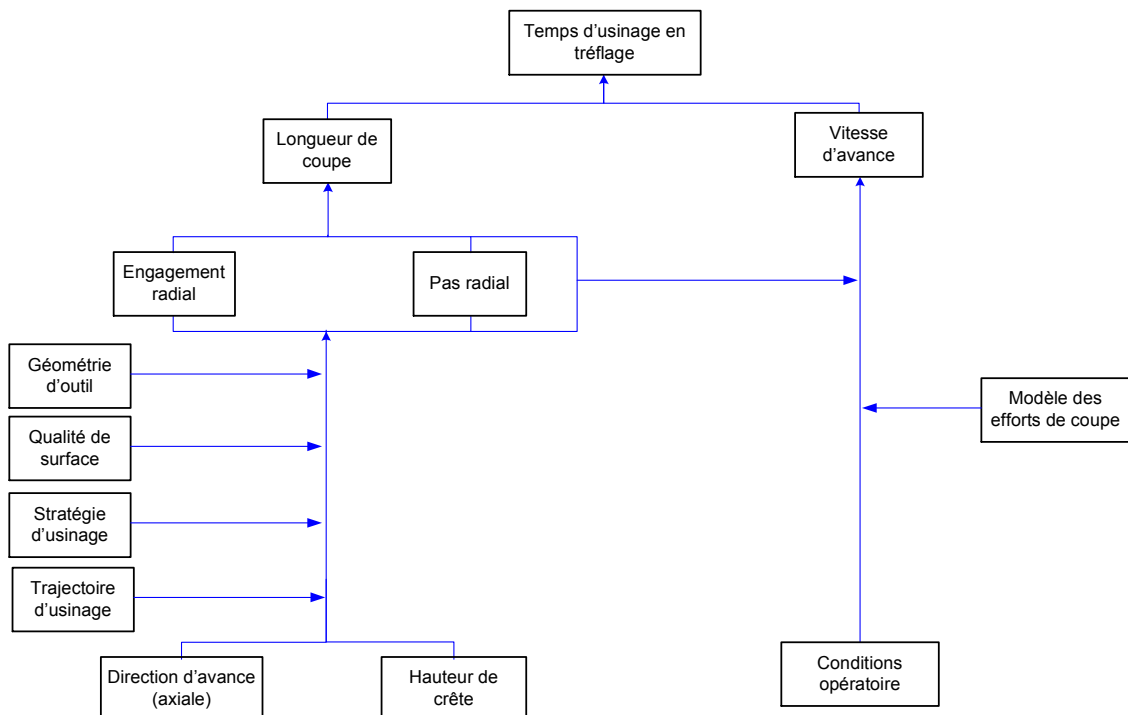 Temps d'usinage en
tréflage
Longueur de
coupe
Vitesse
d'avance
Engagement
radial
Pas radial
Géométrie
d'outil
Qualité de
surface
Stratégie
d'usinage
Trajectoire
d'usinage
Modèle des
efforts de coupe
Direction d'avance
(axiale)
Hauteur de
crête
Conditions
opératoire